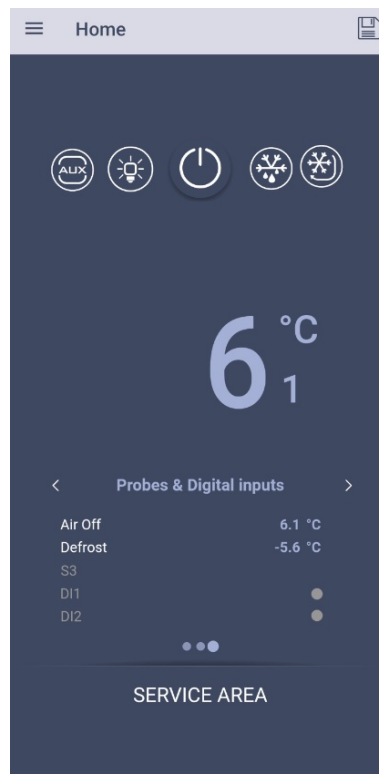 Home
AUX
6 °C
1
Probes & Digital inputs
Air Off 6.1 °C
Defrost -5.6 °C
S3
DI1
DI2
SERVICE AREA